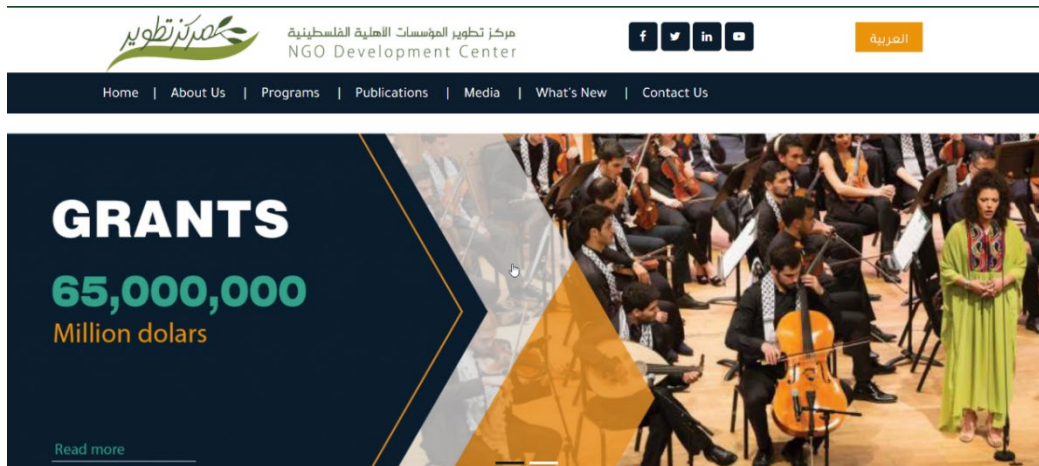 مركز تطوير
مركز تطوير المؤسسات الأهلية الفلسطينية
NGO Development Center
العربية
Home | About Us | Programs | Publications | Media | What's New | Contact Us
GRANTS
65,000,000
Million dolars
Read more